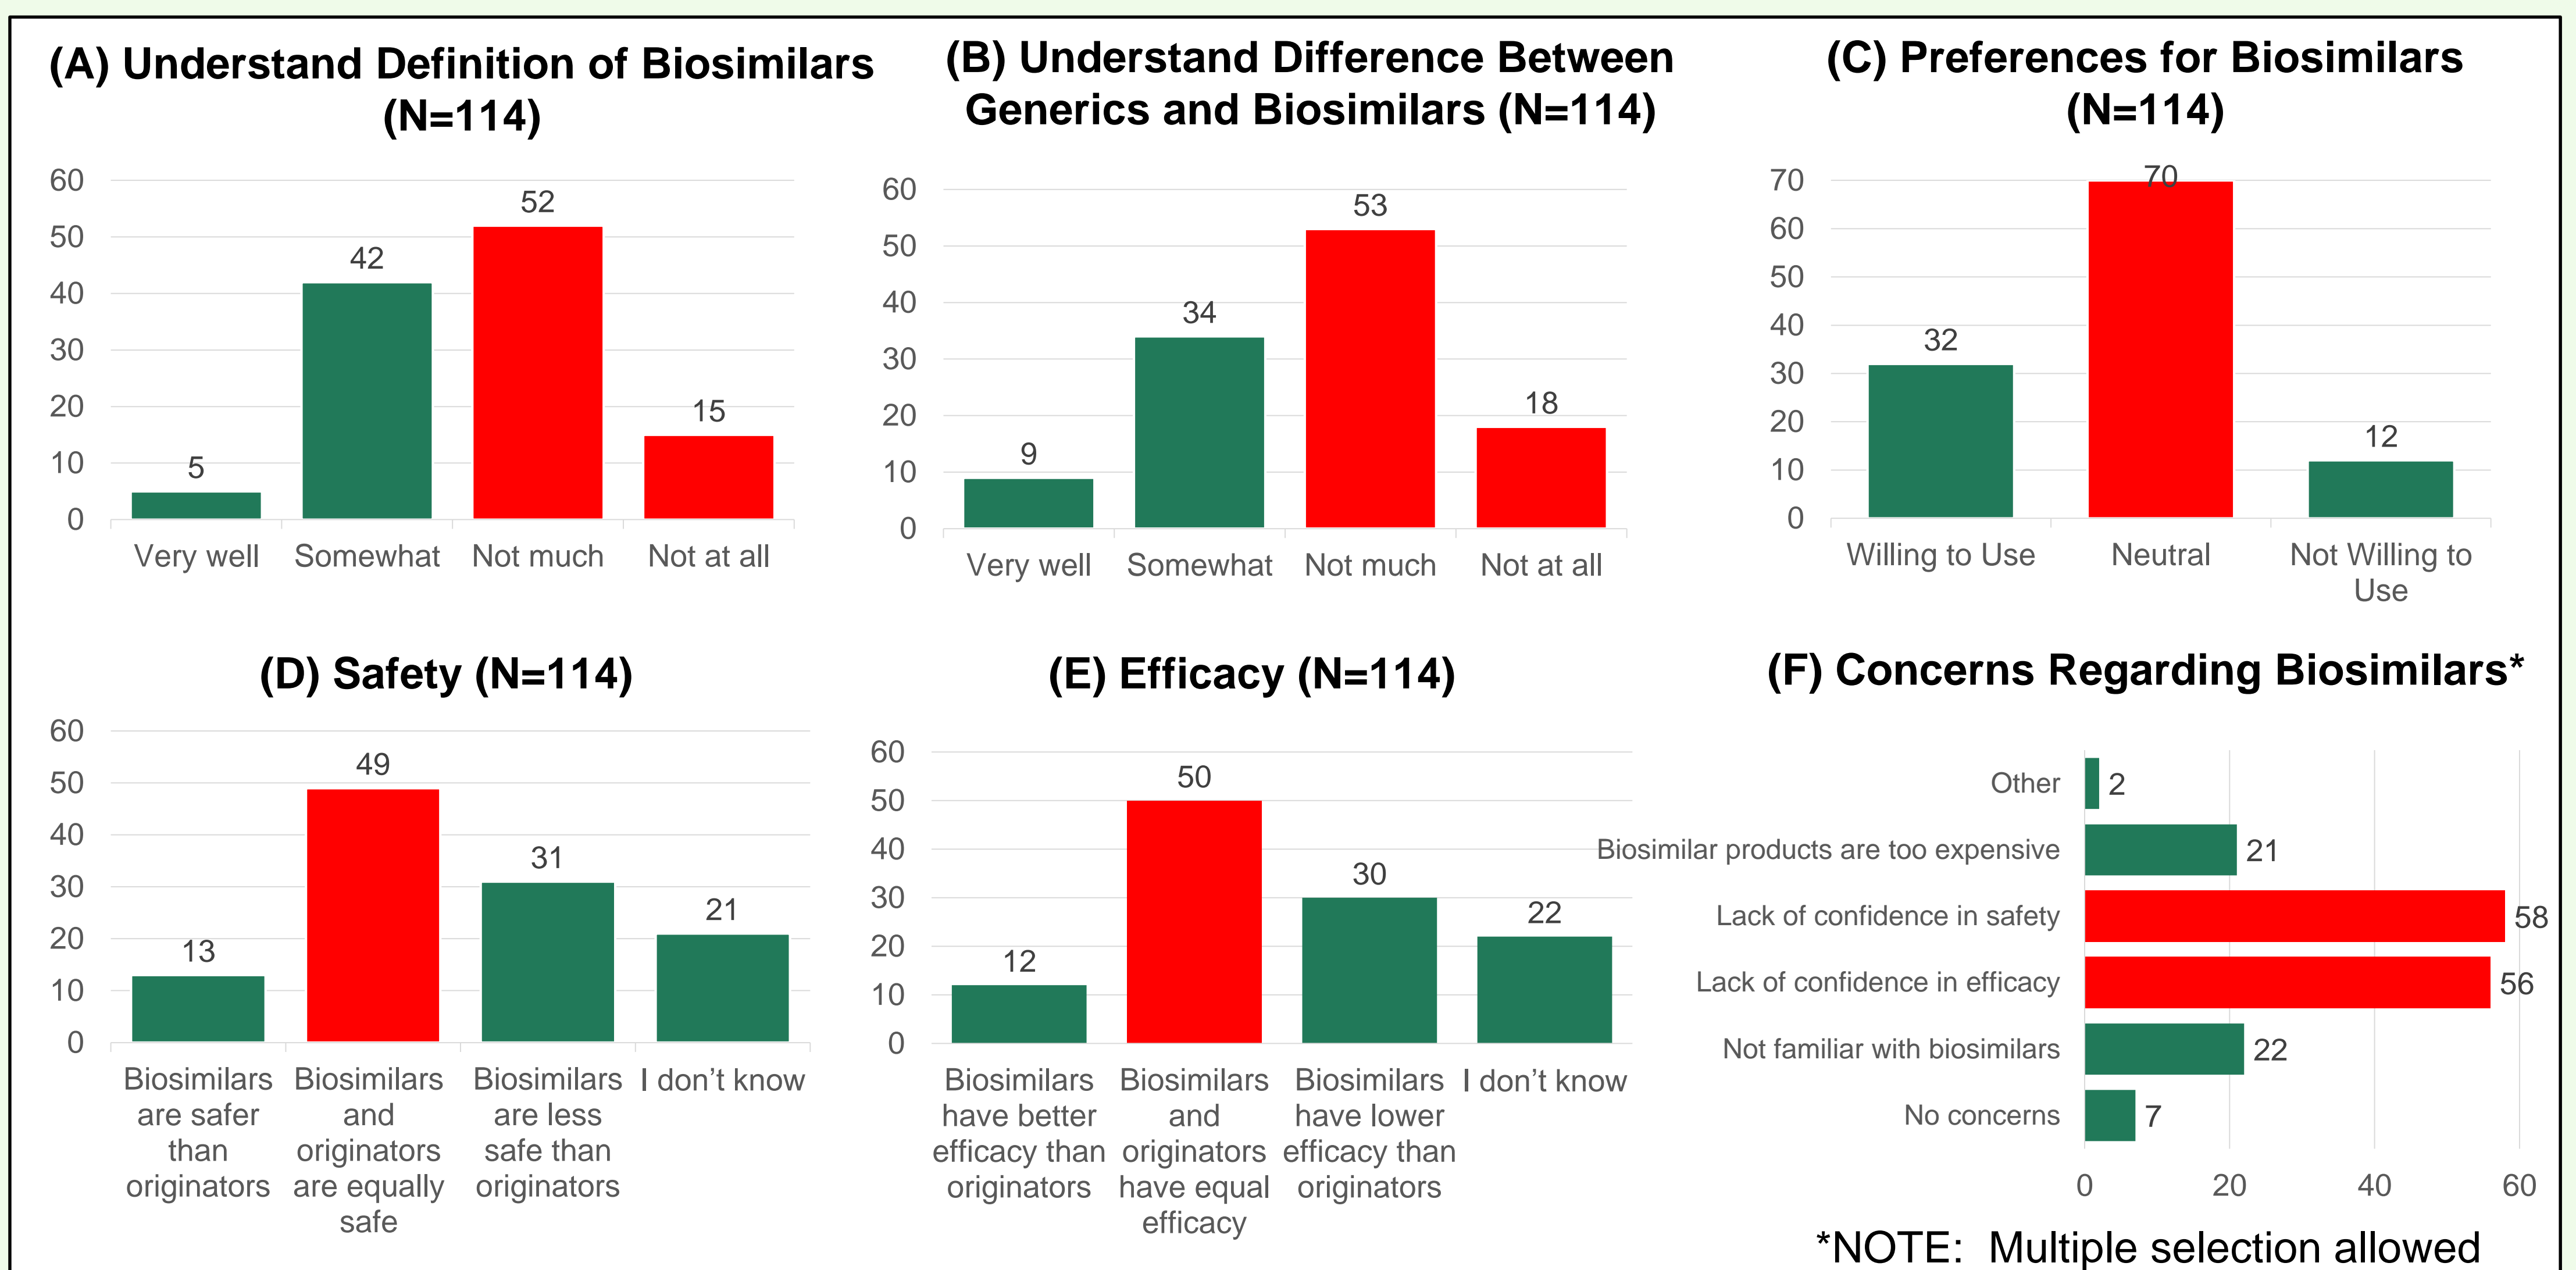 (A) Understand Definition of Biosimilars
(N=114)
60
50
40
30
20
10
0
5
42
52
15
Very well
Somewhat
Not much
Not at all
(B) Understand Difference Between
Generics and Biosimilars (N=114)
60
50
40
30
20
10
0
9
34
53
18
Very well
Somewhat
Not much
Not at all
(C) Preferences for Biosimilars
(N=114)
70
60
50
40
30
20
10
0
32
70
12
Willing to Use
Neutral
Not Willing to
Use
(D) Safety (N=114)
60
50
40
30
20
10
0
13
49
31
21
Biosimilars
are safer
than
originators
Biosimilars
and
originators
are equally
safe
Biosimilars
are less
safe than
originators
I don’t know
(E) Efficacy (N=114)
60
50
40
30
20
10
0
12
50
30
22
Biosimilars
have better
efficacy than
originators
Biosimilars
and
originators
have equal
efficacy
Biosimilars
have lower
efficacy than
originators
I don’t know
(F) Concerns Regarding Biosimilars*
Other
2
Biosimilar products are too expensive
21
Lack of confidence in safety
58
Lack of confidence in efficacy
56
Not familiar with biosimilars
22
No concerns
7
0
20
40
60
*NOTE: Multiple selection allowed